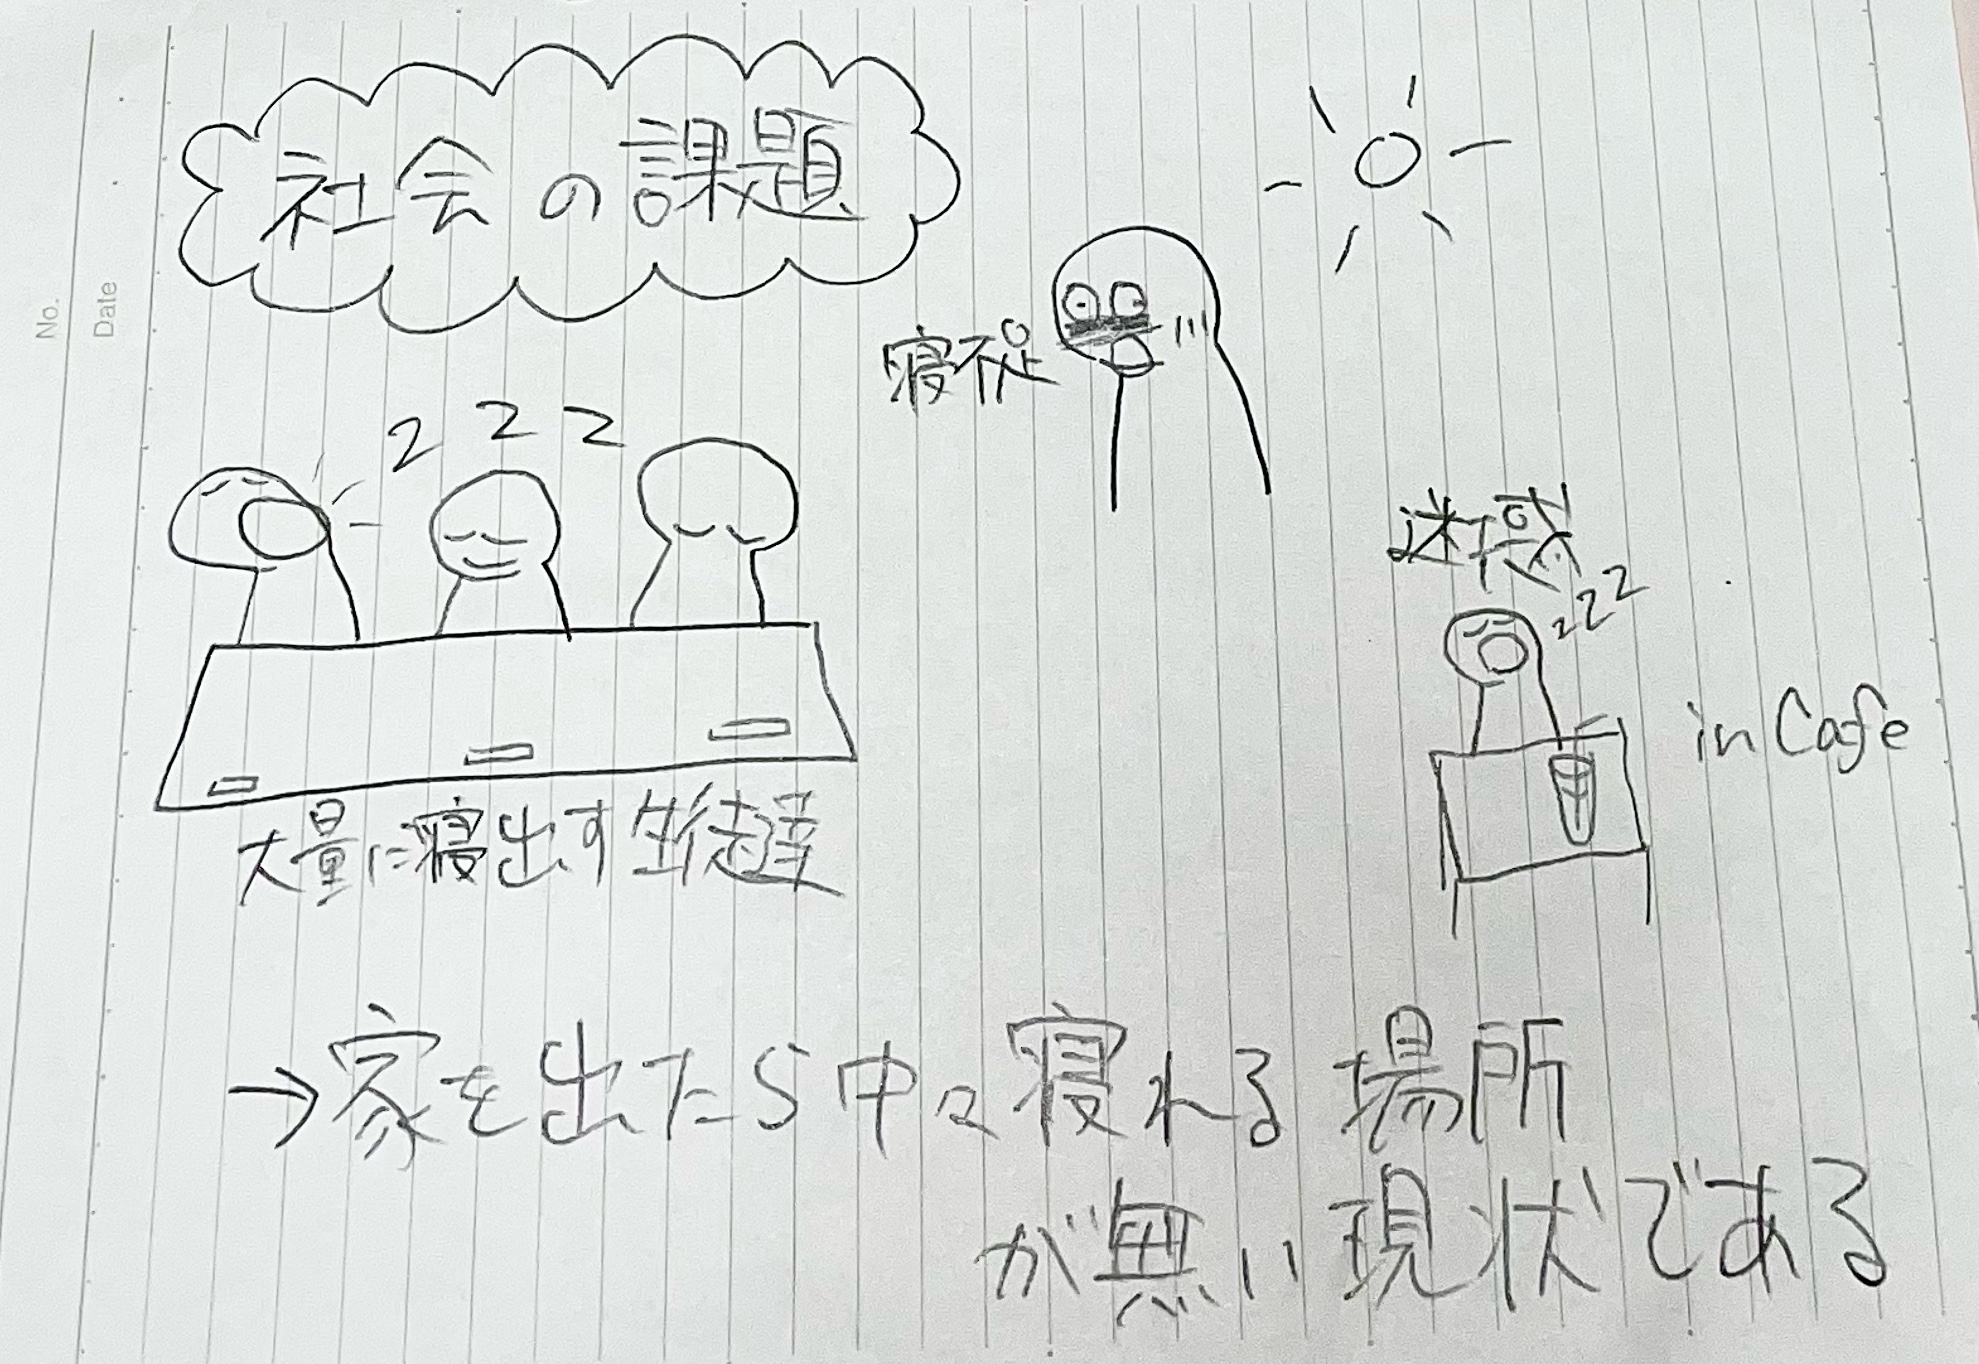 No.
Date
社会の課題
寝不足
zzz
大量に寝出す生徒達
迷惑
zzz
in Cafe
→家を出たら中々寝れる場所
が無い現状である